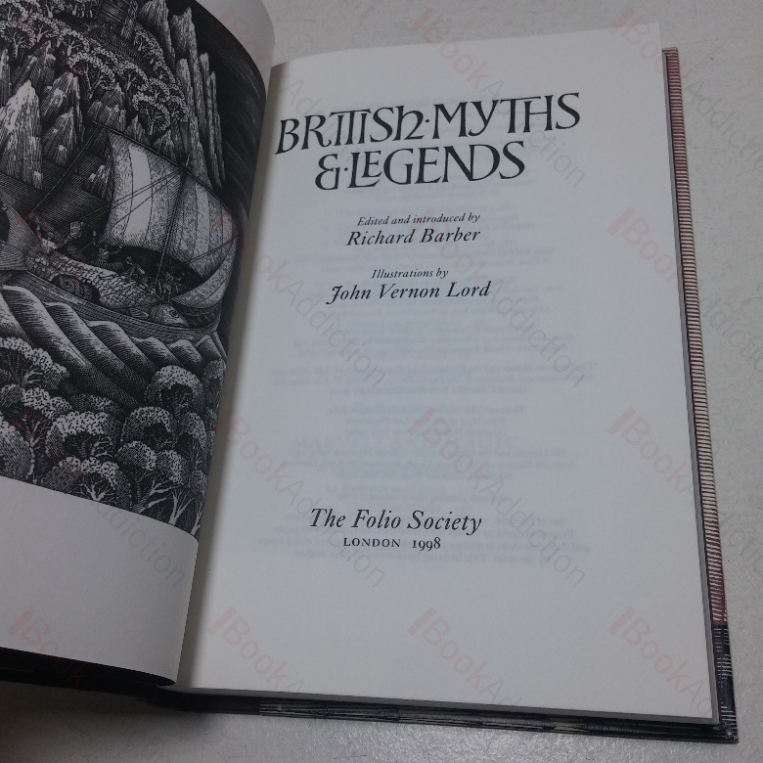 BRITISH·MYTHS
&·LEGENDS
Edited and introduced by
Richard Barber
Illustrations by
John Vernon Lord
The Folio Society
LONDON 1998
BookAddiction